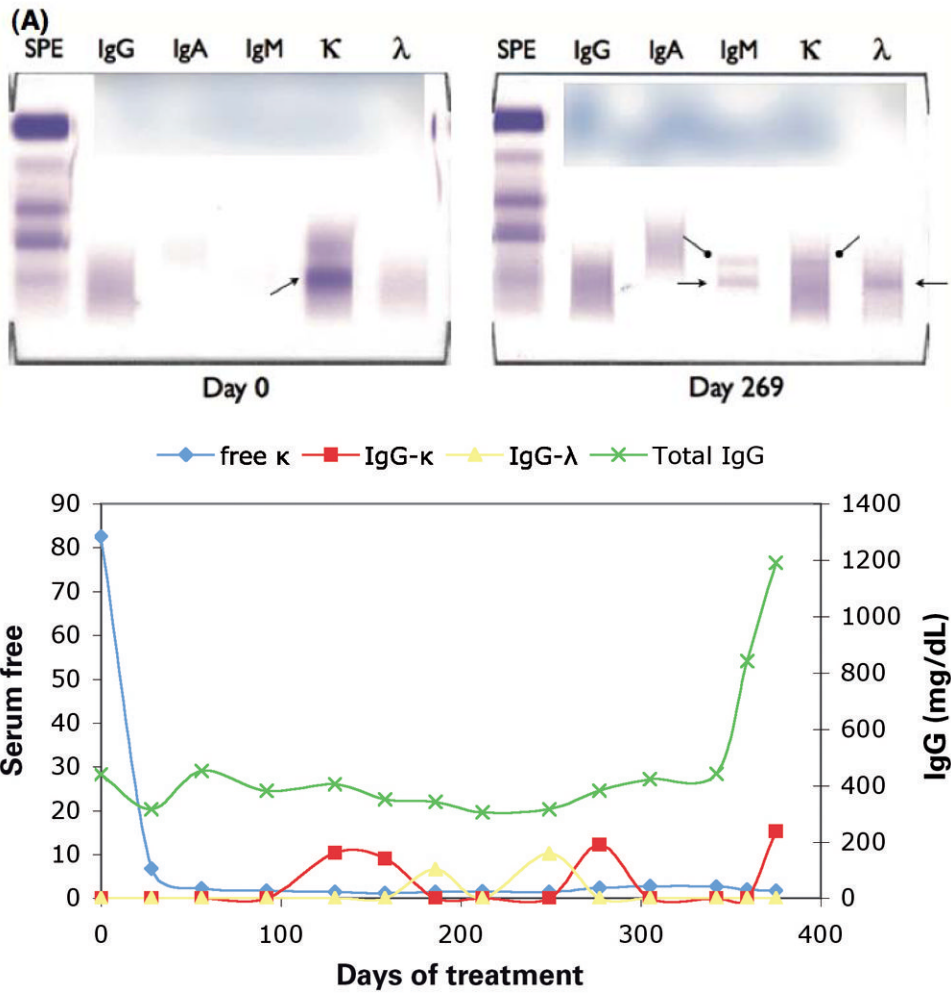 (A)
SPE IgG IgA IgM κ λ
SPE IgG IgA IgM κ λ
Day 0
Day 269
free κ IgG-κ IgG-λ Total IgG
90
80
70
60
50
40
30
20
10
0
1400
1200
1000
800
600
400
200
0
0 100 200 300 400
Serum free
IgG (mg/dL)
Days of treatment